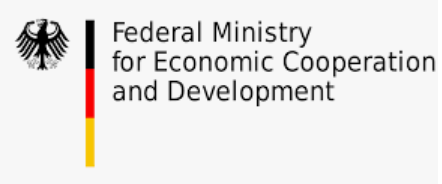 Federal Ministry
for Economic Cooperation
and Development